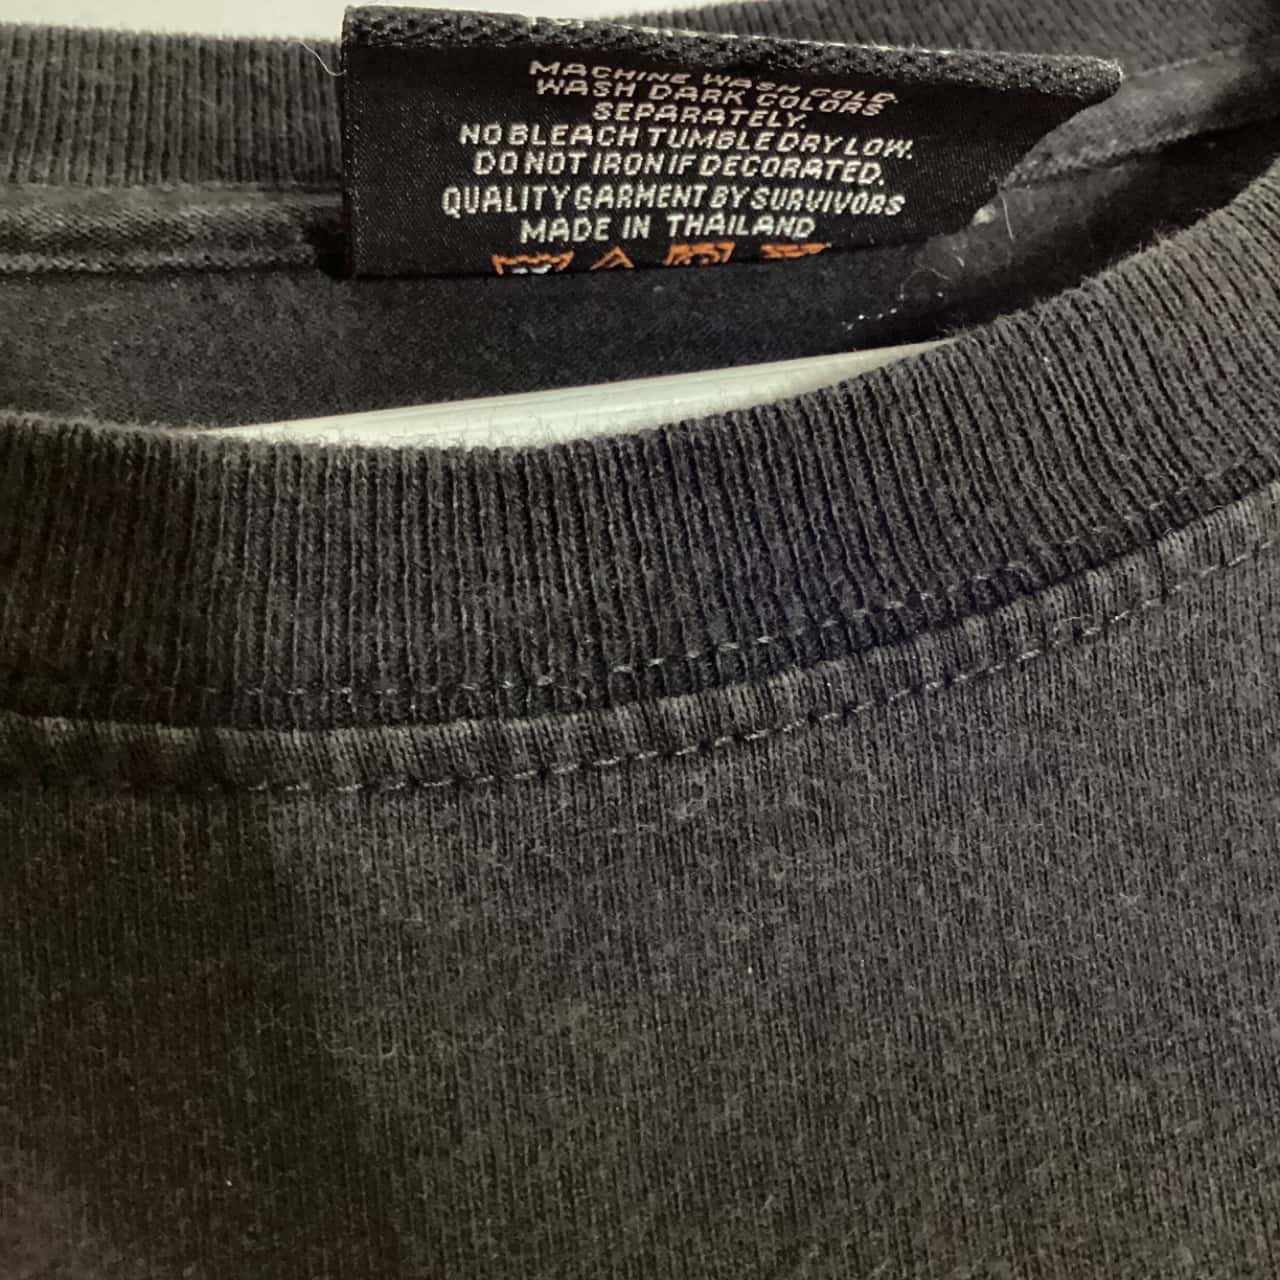 MACHINE WASH COLD.
WASH DARK COLORS
SEPARATELY.
NO BLEACH TUMBLE DRY LOW.
DO NOT IRON IF DECORATED.
QUALITY GARMENT BY SURVIVORS
MADE IN THAILAND